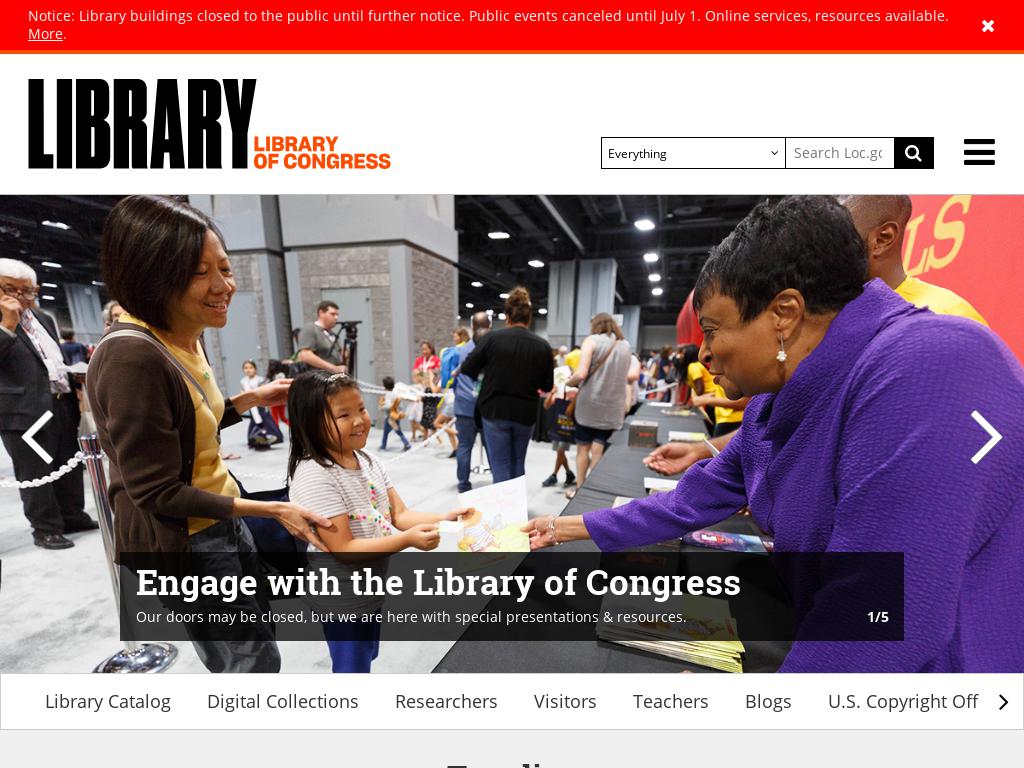 Notice: Library buildings closed to the public until further notice. Public events canceled until July 1. Online services, resources available.
More.
LIBRARY
LIBRARY
OF CONGRESS
Everything
Search Loc.gc
LS
Engage with the Library of Congress
Our doors may be closed, but we are here with special presentations & resources.
1/5
Library Catalog
Digital Collections
Researchers
Visitors
Teachers
Blogs
U.S. Copyright Off